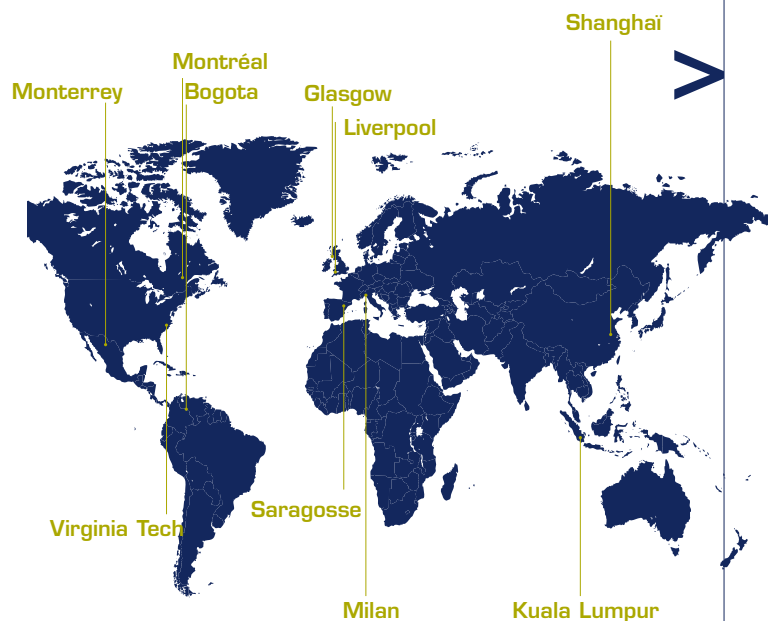 Shanghaï
Montréal
Monterrey
Bogota
Glasgow
Liverpool
Saragosse
Virginia Tech
Milan
Kuala Lumpur